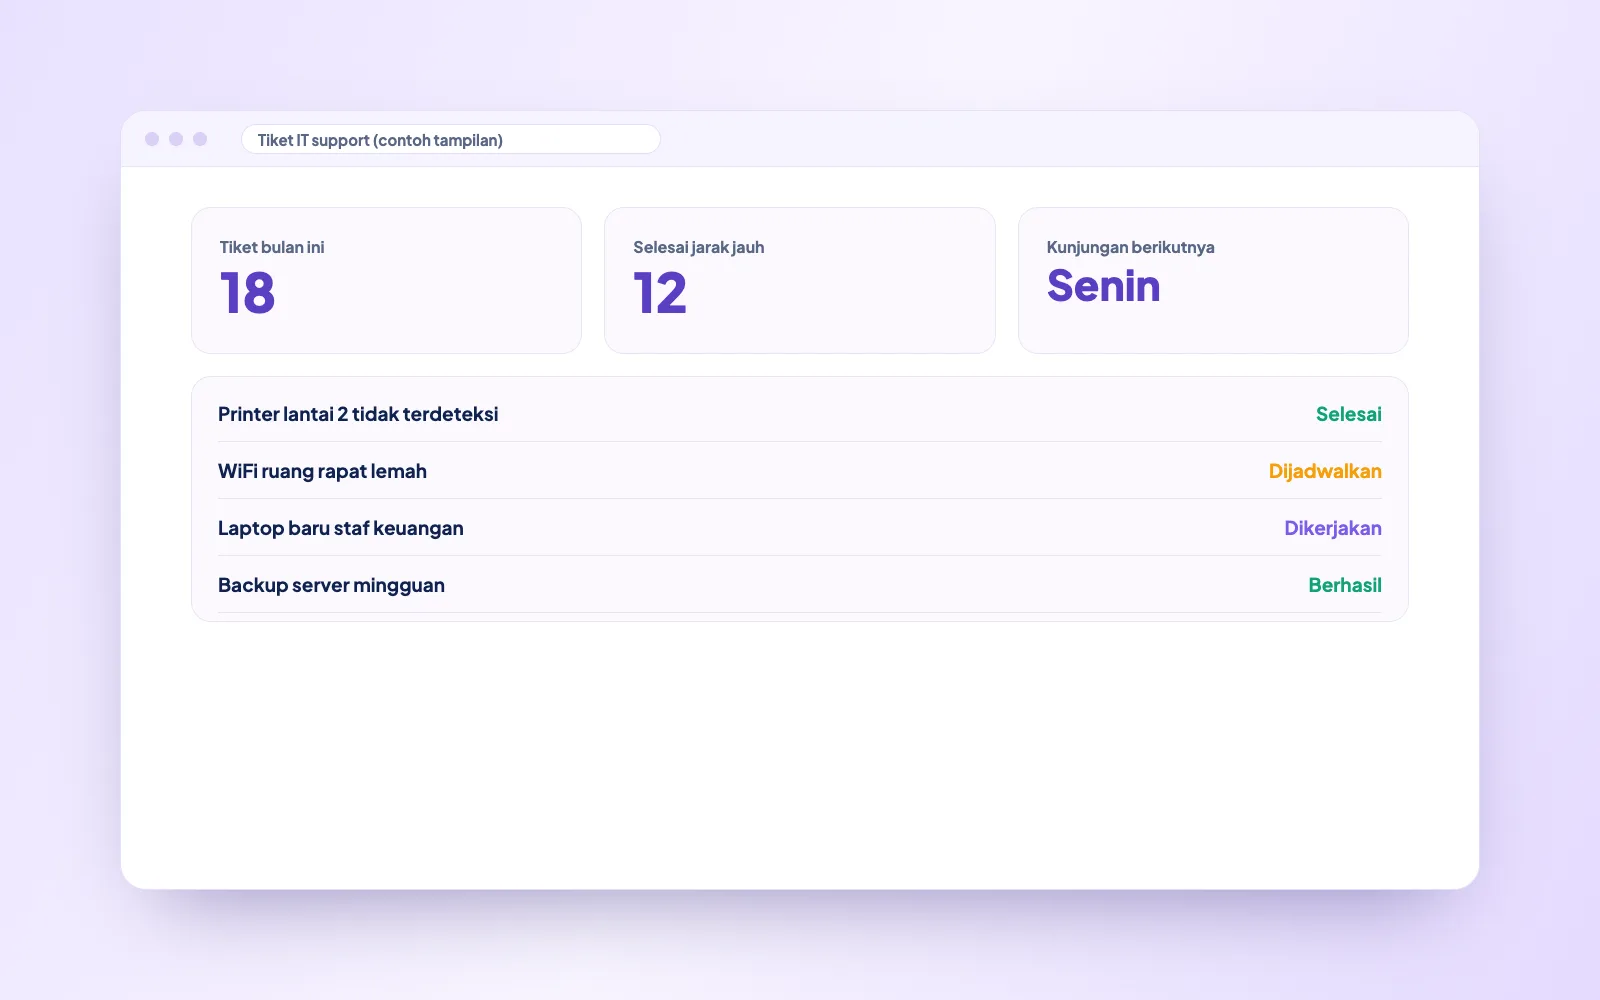 Tiket IT support (contoh tampilan)
Tiket bulan ini
18
Selesai jarak jauh
12
Kunjungan berikutnya
Senin
Printer lantai 2 tidak terdeteksi
Selesai
WiFi ruang rapat lemah
Dijadwalkan
Laptop baru staf keuangan
Dikerjakan
Backup server mingguan
Berhasil